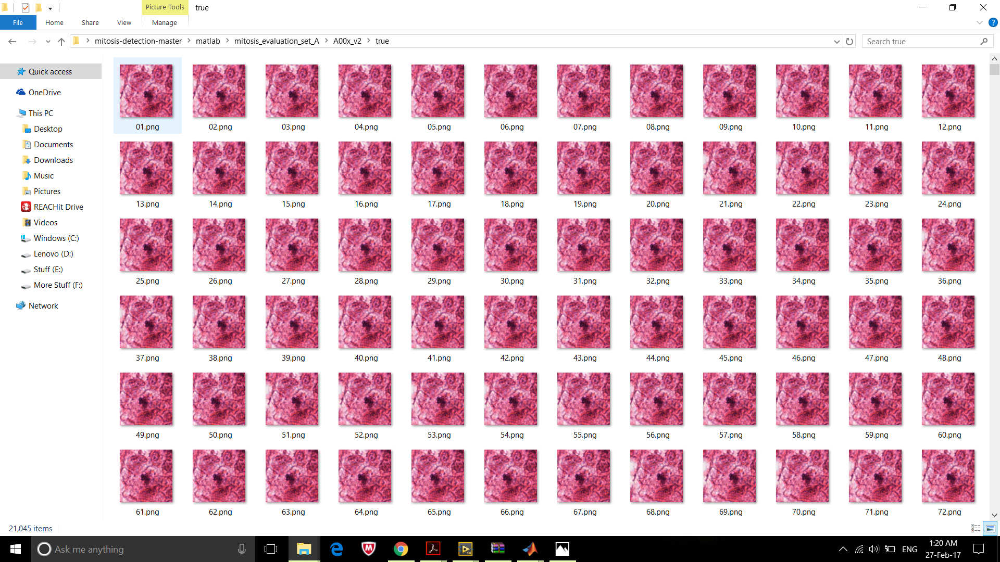 Picture Tools
true
File
Home
Share
View
Manage
mitosis-detection-master
matlab
mitosis_evaluation_set_A
A00x_v2
true
Search true
Quick access
OneDrive
This PC
Desktop
Documents
Downloads
Music
Pictures
REACHit Drive
Videos
Windows (C:)
Lenovo (D:)
Stuff (E:)
More Stuff (F:)
Network
01.png 02.png 03.png 04.png 05.png 06.png 07.png 08.png 09.png 10.png 11.png 12.png
13.png 14.png 15.png 16.png 17.png 18.png 19.png 20.png 21.png 22.png 23.png 24.png
25.png 26.png 27.png 28.png 29.png 30.png 31.png 32.png 33.png 34.png 35.png 36.png
37.png 38.png 39.png 40.png 41.png 42.png 43.png 44.png 45.png 46.png 47.png 48.png
49.png 50.png 51.png 52.png 53.png 54.png 55.png 56.png 57.png 58.png 59.png 60.png
61.png 62.png 63.png 64.png 65.png 66.png 67.png 68.png 69.png 70.png 71.png 72.png
21,045 items
Ask me anything
ENG
1:20 AM
27-Feb-17